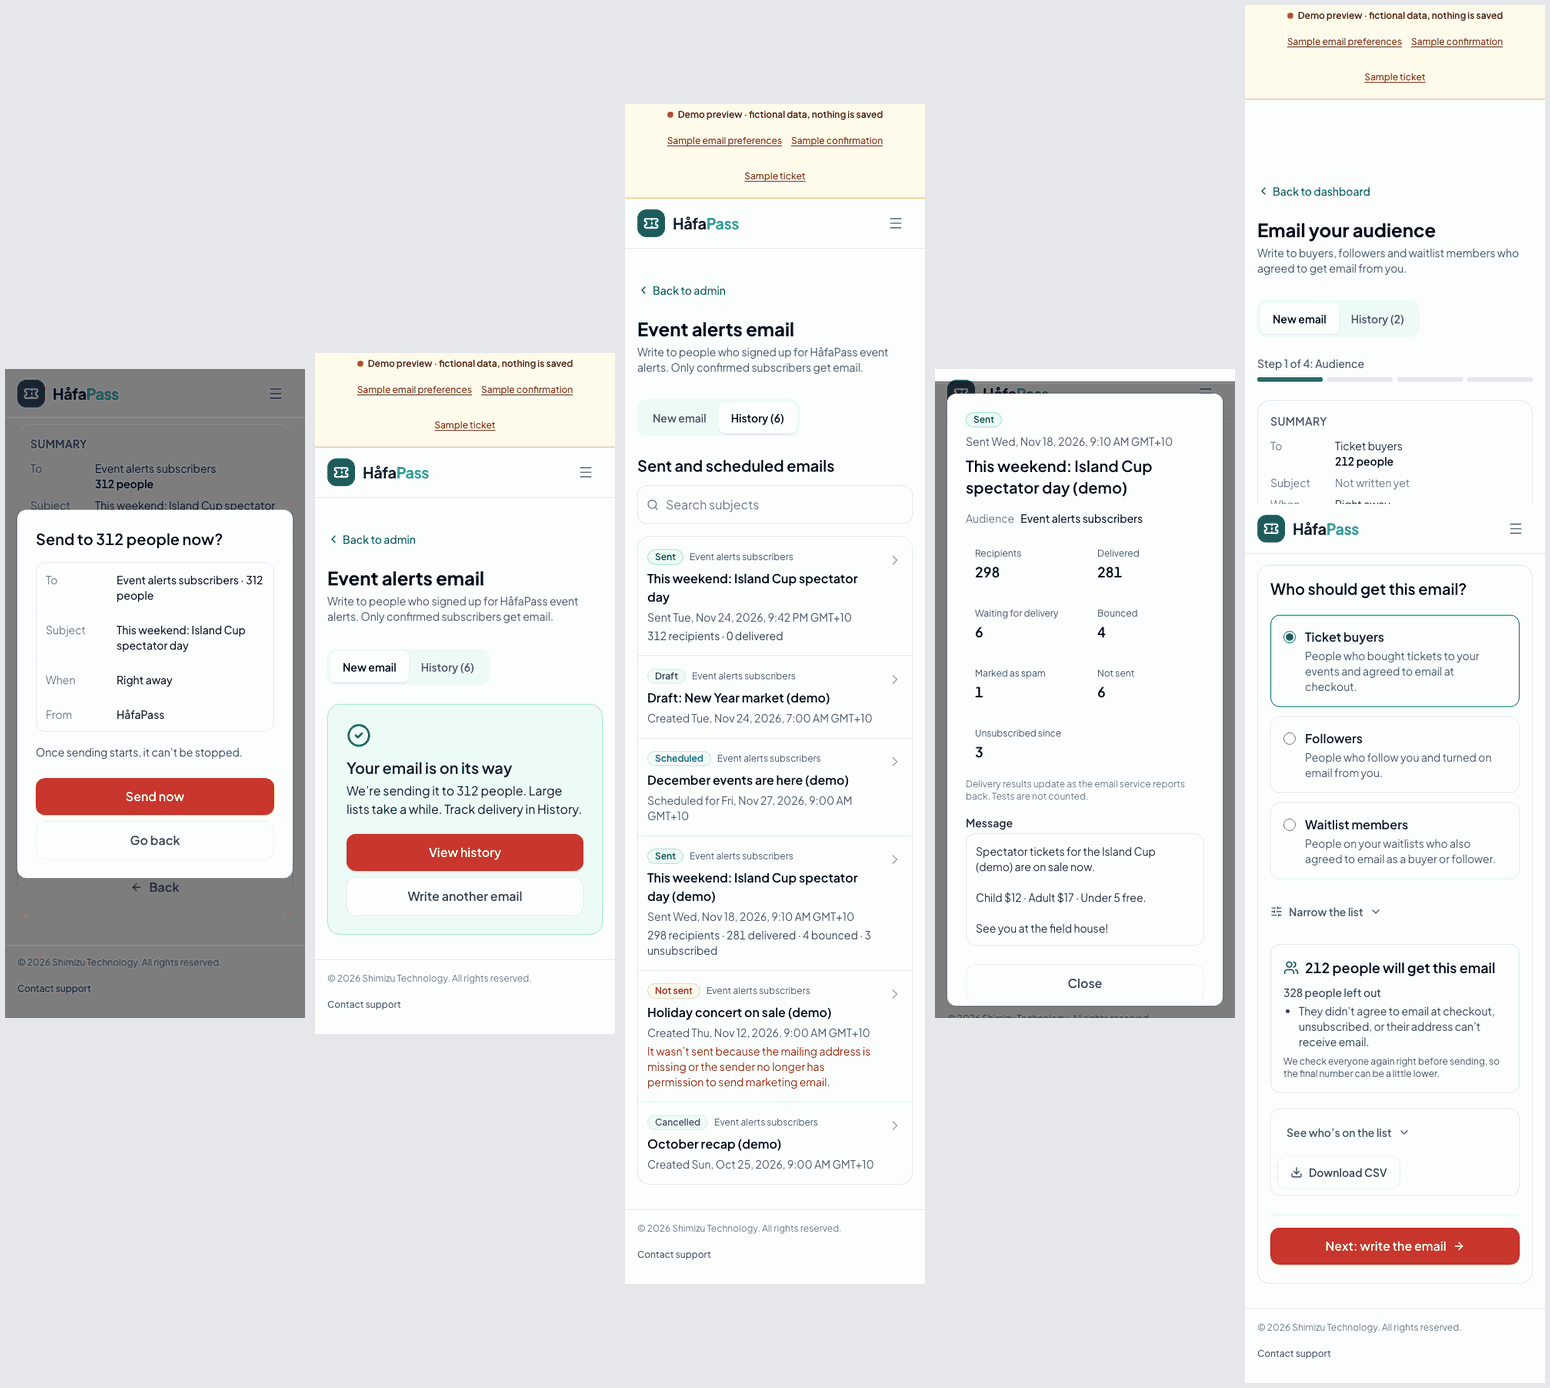 HåfaPass
SUMMARY
To
Event alerts subscribers
312 people
Subject
This weekend: Island Cup spectator
Send to 312 people now?
To
Event alerts subscribers · 312
people
Subject
This weekend: Island Cup
spectator day
When
Right away
From
HåfaPass
Once sending starts, it can't be stopped.
Send now
Go back
Back
© 2026 Shimizu Technology. All rights reserved.
Contact support
Demo preview · fictional data, nothing is saved
Sample email preferences
Sample confirmation
Sample ticket
HåfaPass
Back to admin
Event alerts email
Write to people who signed up for HåfaPass event
alerts. Only confirmed subscribers get email.
New email
History (6)
Your email is on its way
We're sending it to 312 people. Large
lists take a while. Track delivery in History.
View history
Write another email
© 2026 Shimizu Technology. All rights reserved.
Contact support
Demo preview · fictional data, nothing is saved
Sample email preferences
Sample confirmation
Sample ticket
HåfaPass
Back to admin
Event alerts email
Write to people who signed up for HåfaPass event
alerts. Only confirmed subscribers get email.
New email
History (6)
Sent and scheduled emails
Search subjects
Sent
Event alerts subscribers
This weekend: Island Cup spectator
day
Sent Tue, Nov 24, 2026, 9:42 PM GMT+10
312 recipients · 0 delivered
Draft
Event alerts subscribers
Draft: New Year market (demo)
Created Tue, Nov 24, 2026, 7:00 AM GMT+10
Scheduled
Event alerts subscribers
December events are here (demo)
Scheduled for Fri, Nov 27, 2026, 9:00 AM
GMT+10
Sent
Event alerts subscribers
This weekend: Island Cup spectator
day (demo)
Sent Wed, Nov 18, 2026, 9:10 AM GMT+10
298 recipients · 281 delivered · 4 bounced · 3
unsubscribed
Not sent
Event alerts subscribers
Holiday concert on sale (demo)
Created Thu, Nov 12, 2026, 9:00 AM GMT+10
It wasn't sent because the mailing address is
missing or the sender no longer has
permission to send marketing email.
Cancelled
Event alerts subscribers
October recap (demo)
Created Sun, Oct 25, 2026, 9:00 AM GMT+10
© 2026 Shimizu Technology. All rights reserved.
Contact support
HåfaPass
Sent
Sent Wed, Nov 18, 2026, 9:10 AM GMT+10
This weekend: Island Cup
spectator day (demo)
Audience Event alerts subscribers
Recipients
298
Delivered
281
Waiting for delivery
6
Bounced
4
Marked as spam
1
Not sent
6
Unsubscribed since
3
Delivery results update as the email service reports
back. Tests are not counted.
Message
Spectator tickets for the Island Cup
(demo) are on sale now.
Child $12 · Adult $17 · Under 5 free.
See you at the field house!
Close
© 2026 Shimizu Technology. All rights reserved.
Demo preview · fictional data, nothing is saved
Sample email preferences
Sample confirmation
Sample ticket
Back to dashboard
Email your audience
Write to buyers, followers and waitlist members who
agreed to get email from you.
New email
History (2)
Step 1 of 4: Audience
SUMMARY
To
Ticket buyers
212 people
Subject
Not written yet
When
Right away
HåfaPass
Who should get this email?
Ticket buyers
People who bought tickets to your
events and agreed to email at
checkout.
Followers
People who follow you and turned on
email from you.
Waitlist members
People on your waitlists who also
agreed to email as a buyer or follower.
Narrow the list
212 people will get this email
328 people left out
• They didn't agree to email at checkout,
unsubscribed, or their address can't
receive email.
We check everyone again right before sending, so
the final number can be a little lower.
See who's on the list
Download CSV
Next: write the email
© 2026 Shimizu Technology. All rights reserved.
Contact support